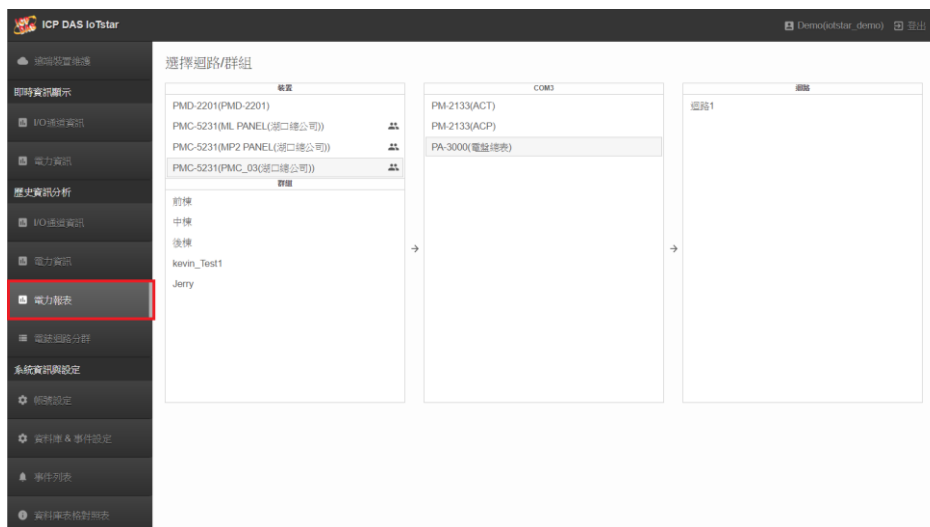 ICP DAS IoTstar
Demo(iotstar_demo) 登出
遠端裝置維護
即時資訊顯示
I/O通道資訊
電力資訊
歷史資訊分析
I/O通道資訊
電力資訊
電力報表
電錶迴路分群
系統資訊與設定
帳號設定
資料庫 & 事件設定
事件列表
資料庫表格對照表
選擇迴路/群組
裝置
PMD-2201(PMD-2201)
PMC-5231(ML PANEL(湖口總公司))
PMC-5231(MP2 PANEL(湖口總公司))
PMC-5231(PMC_03(湖口總公司))
群組
前棟
中棟
後棟
kevin_Test1
Jerry
COM3
PM-2133(ACT)
PM-2133(ACP)
PA-3000(電盤總表)
迴路
迴路1